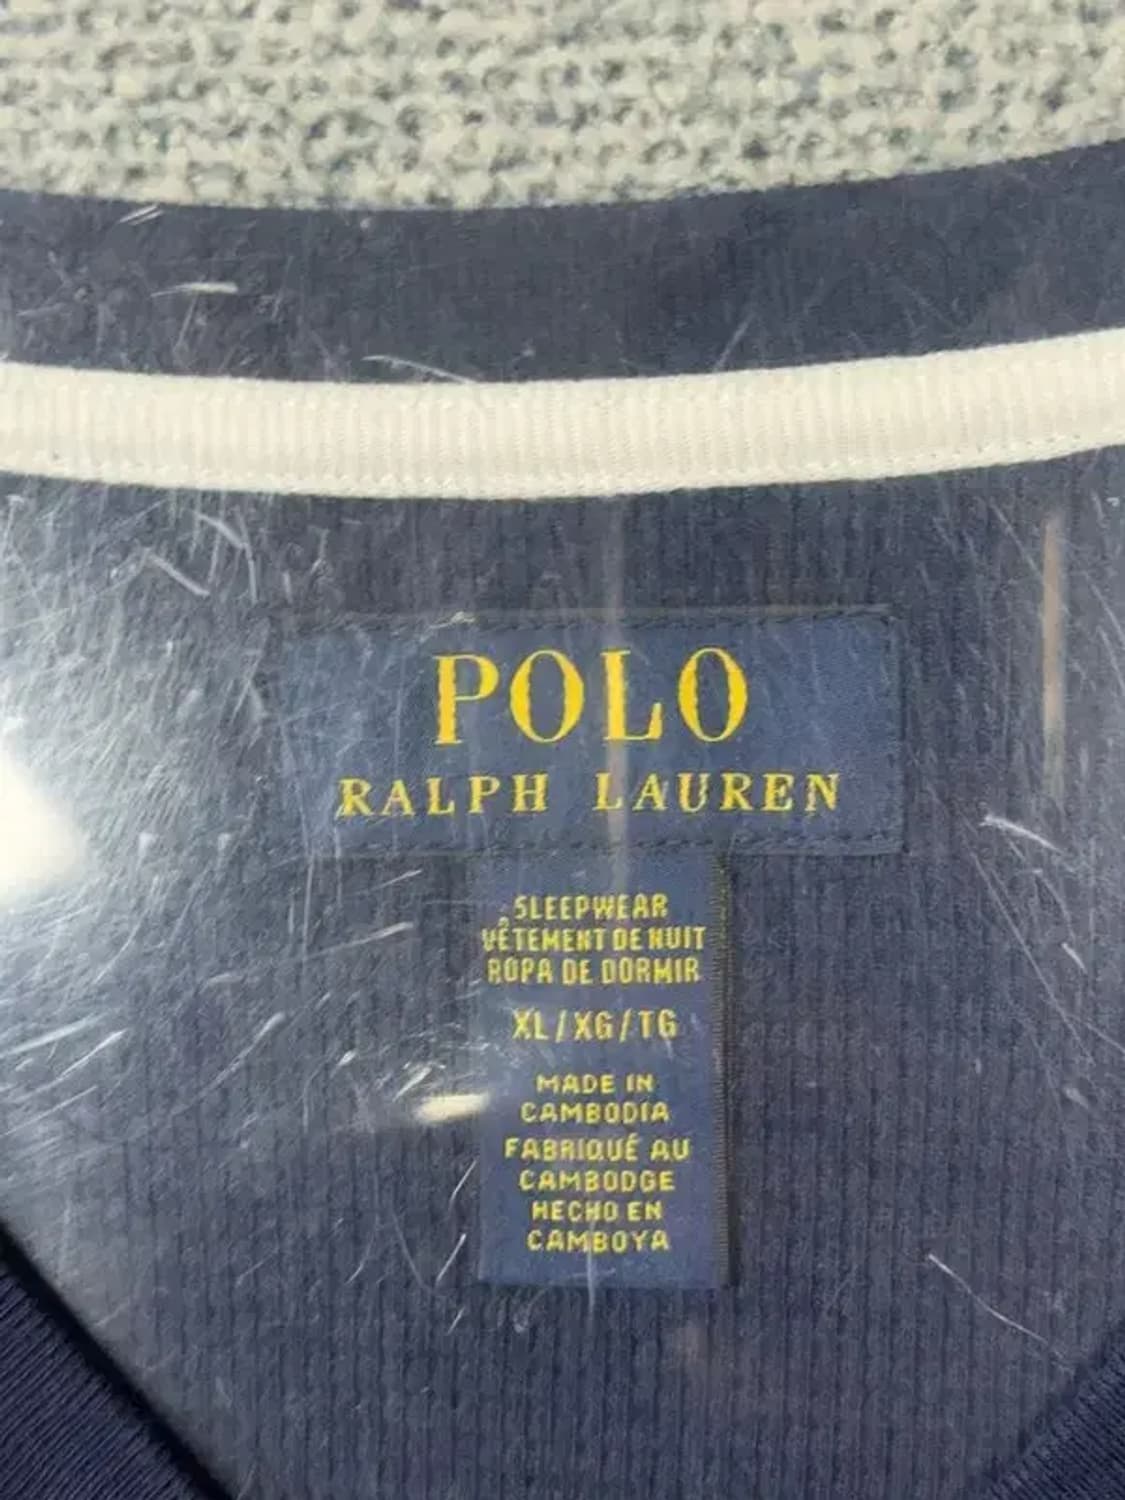 POLO
RALPH LAUREN
SLEEPWEAR
VÊTEMENT DE NUIT
ROPA DE DORMIR
XL/XG/TG
MADE IN
CAMBODIA
FABRIQUÉ AU
CAMBODGE
HECHO EN
CAMBOYA